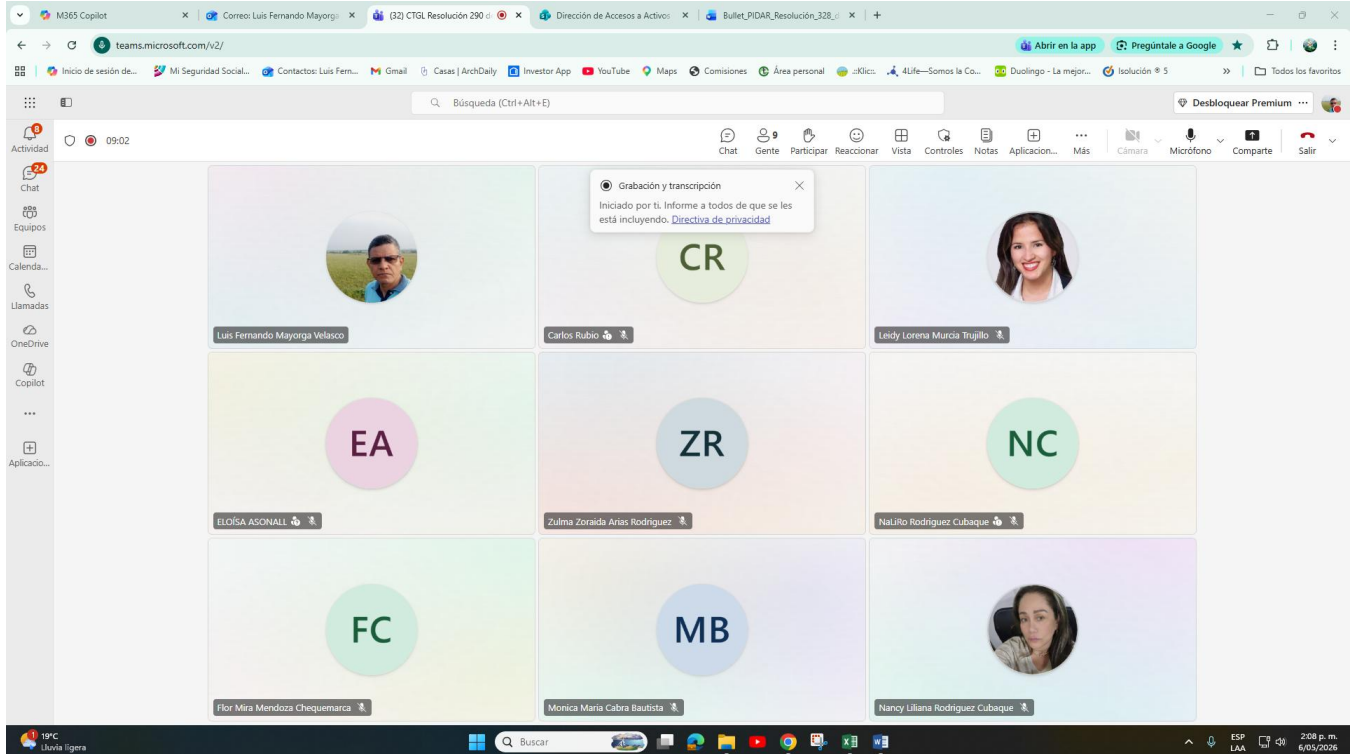 M365 Copilot
Correo: Luis Fernando Mayorga
(32) CTGL Resolución 290 d
Dirección de Accesos a Activos
Bullet_PIDAR_Resolución_328_d
teams.microsoft.com/v2/
Abrir en la app
Pregúntale a Google
Inicio de sesión de...
Mi Seguridad Social...
Contactos: Luis Fern...
Gmail
Casas | ArchDaily
Investor App
YouTube
Maps
Comisiones
Área personal
.::Klic::.
4Life—Somos la Co...
Duolingo - La mejor...
Isolución ® 5
Todos los favoritos
Búsqueda (Ctrl+Alt+E)
Desbloquear Premium
8
Actividad
24
Chat
Equipos
Calenda...
Llamadas
OneDrive
Copilot
Aplicacio...
09:02
Chat
9
Gente
Participar
Reaccionar
Vista
Controles
Notas
Aplicacion...
Más
Cámara
Micrófono
Comparte
Salir
Grabación y transcripción
Iniciado por ti. Informe a todos de que se les
está incluyendo. Directiva de privacidad
Luis Fernando Mayorga Velasco
CR
Carlos Rubio
Leidy Lorena Murcia Trujillo
EA
ELOÍSA ASONALL
ZR
Zulma Zoraida Arias Rodriguez
NC
NaLiRo Rodriguez Cubaque
FC
Flor Mira Mendoza Chequemarca
MB
Monica Maria Cabra Bautista
Nancy Liliana Rodriguez Cubaque
1
19°C
Lluvia ligera
Buscar
ESP
LAA
2:08 p. m.
6/05/2026